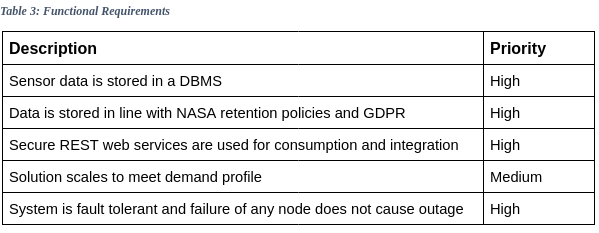 Table 3: Functional Requirements
Description Priority
Sensor data is stored in a DBMS High
Data is stored in line with NASA retention policies and GDPR High
Secure REST web services are used for consumption and integration High
Solution scales to meet demand profile Medium
System is fault tolerant and failure of any node does not cause outage High